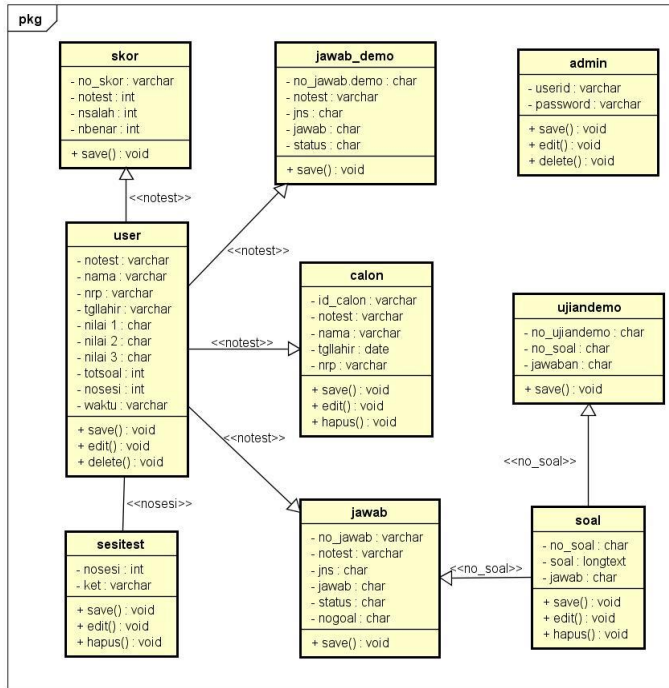 pkg
skor
- no_skor : varchar
- notest : int
- nsalah : int
- nbenar : int
+ save() : void
jawab_demo
- no_jawab.demo : char
- notest : varchar
- jns : char
- jawab : char
- status : char
+ save() : void
admin
- userid : varchar
- password : varchar
+ save() : void
+ edit() : void
+ delete() : void
<<notest>>
<<notest>>
user
- notest : varchar
- nama : varchar
- nrp : varchar
- tgllahir : varchar
- nilai 1 : char
- nilai 2 : char
- nilai 3 : char
- totsoal : int
- nosesi : int
- waktu : varchar
+ save() : void
+ edit() : void
+ delete() : void
<<notest>>
calon
- id_calon : varchar
- notest : varchar
- nama : varchar
- tgllahir : date
- nrp : varchar
+ save() : void
+ edit() : void
+ hapus() : void
ujiandemo
- no_ujiandemo : char
- no_soal : char
- jawaban : char
+ save() : void
<<notest>>
<<no_soal>>
<<nosesi>>
sesitest
- nosesi : int
- ket : varchar
+ save() : void
+ edit() : void
+ hapus() : void
jawab
- no_jawab : varchar
- notest : varchar
- jns : char
- jawab : char
- status : char
- nogoal : char
+ save() : void
<<no_soal>>
soal
- no_soal : char
- soal : longtext
- jawab : char
+ save() : void
+ edit() : void
+ hapus() : void